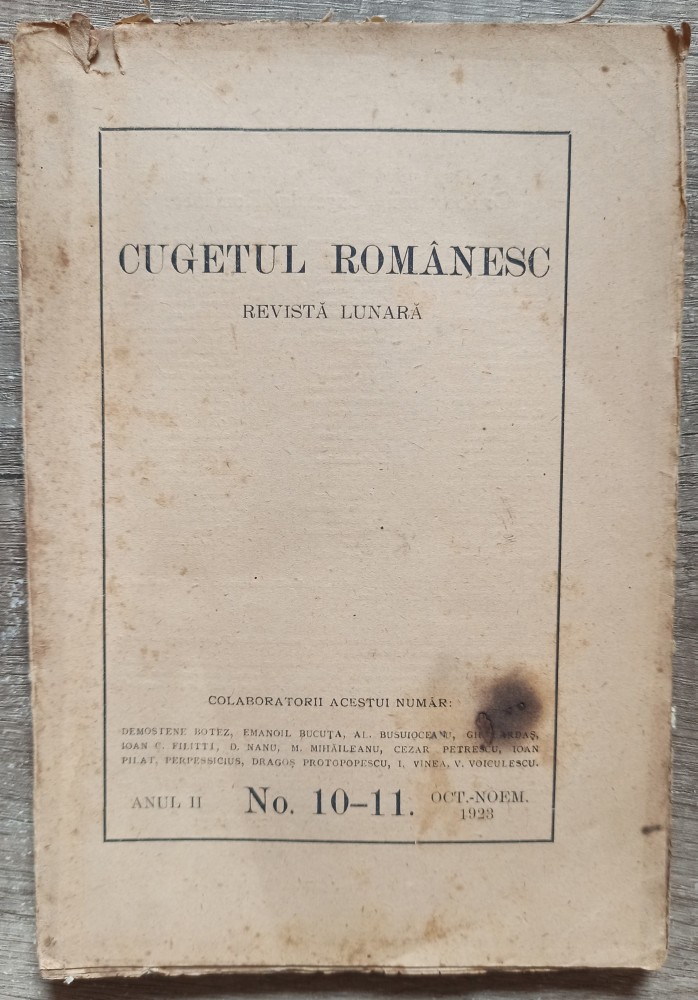 CUGETUL ROMÂNESC
REVISTĂ LUNARĂ
COLABORATORII ACESTUI NUMĂR:
DEMOSTENE BOTEZ, EMANOIL BUCUȚA, AL. BUSUIOCEANU,
IOAN C. FILITTI, D. NANU, M. MIHĂILEANU, CEZAR PETRESCU, IOAN
PILAT, PERPESSICIUS, DRAGOȘ PROTOPOPESCU, I. VINEA, V. VOICULESCU.
ANUL II No. 10–11. OCT.-NOEM.
1923